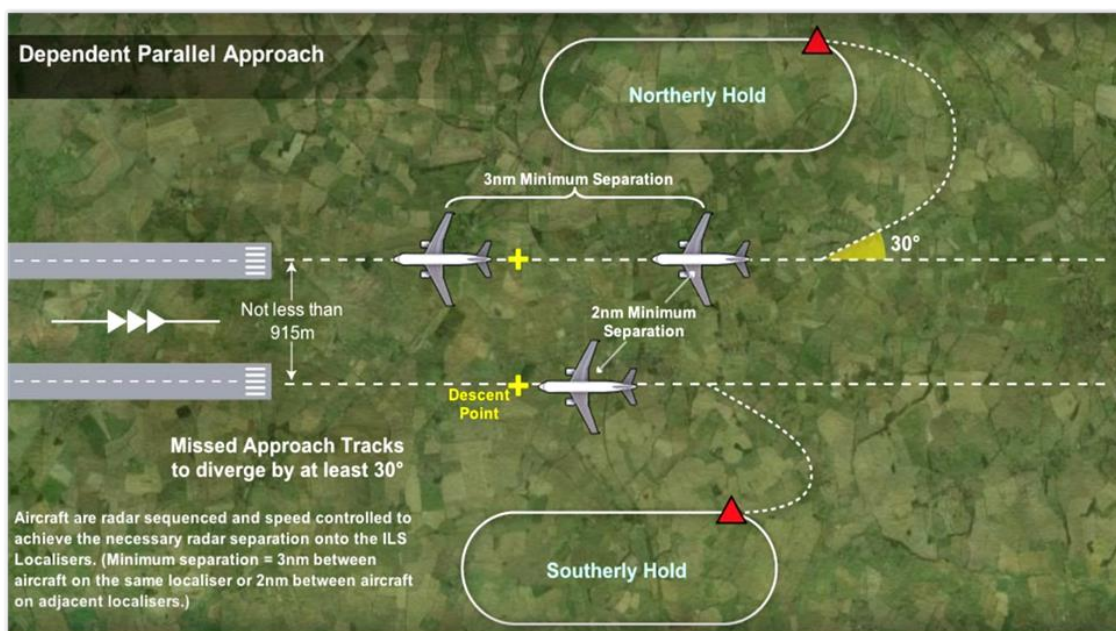 Dependent Parallel Approach
Northerly Hold
3nm Minimum Separation
30°
Not less than
915m
2nm Minimum
Separation
Descent
Point
Missed Approach Tracks
to diverge by at least 30°
Aircraft are radar sequenced and speed controlled to
achieve the necessary radar separation onto the ILS
Localisers. (Minimum separation = 3nm between
aircraft on the same localiser or 2nm between aircraft
on adjacent localisers.)
Southerly Hold